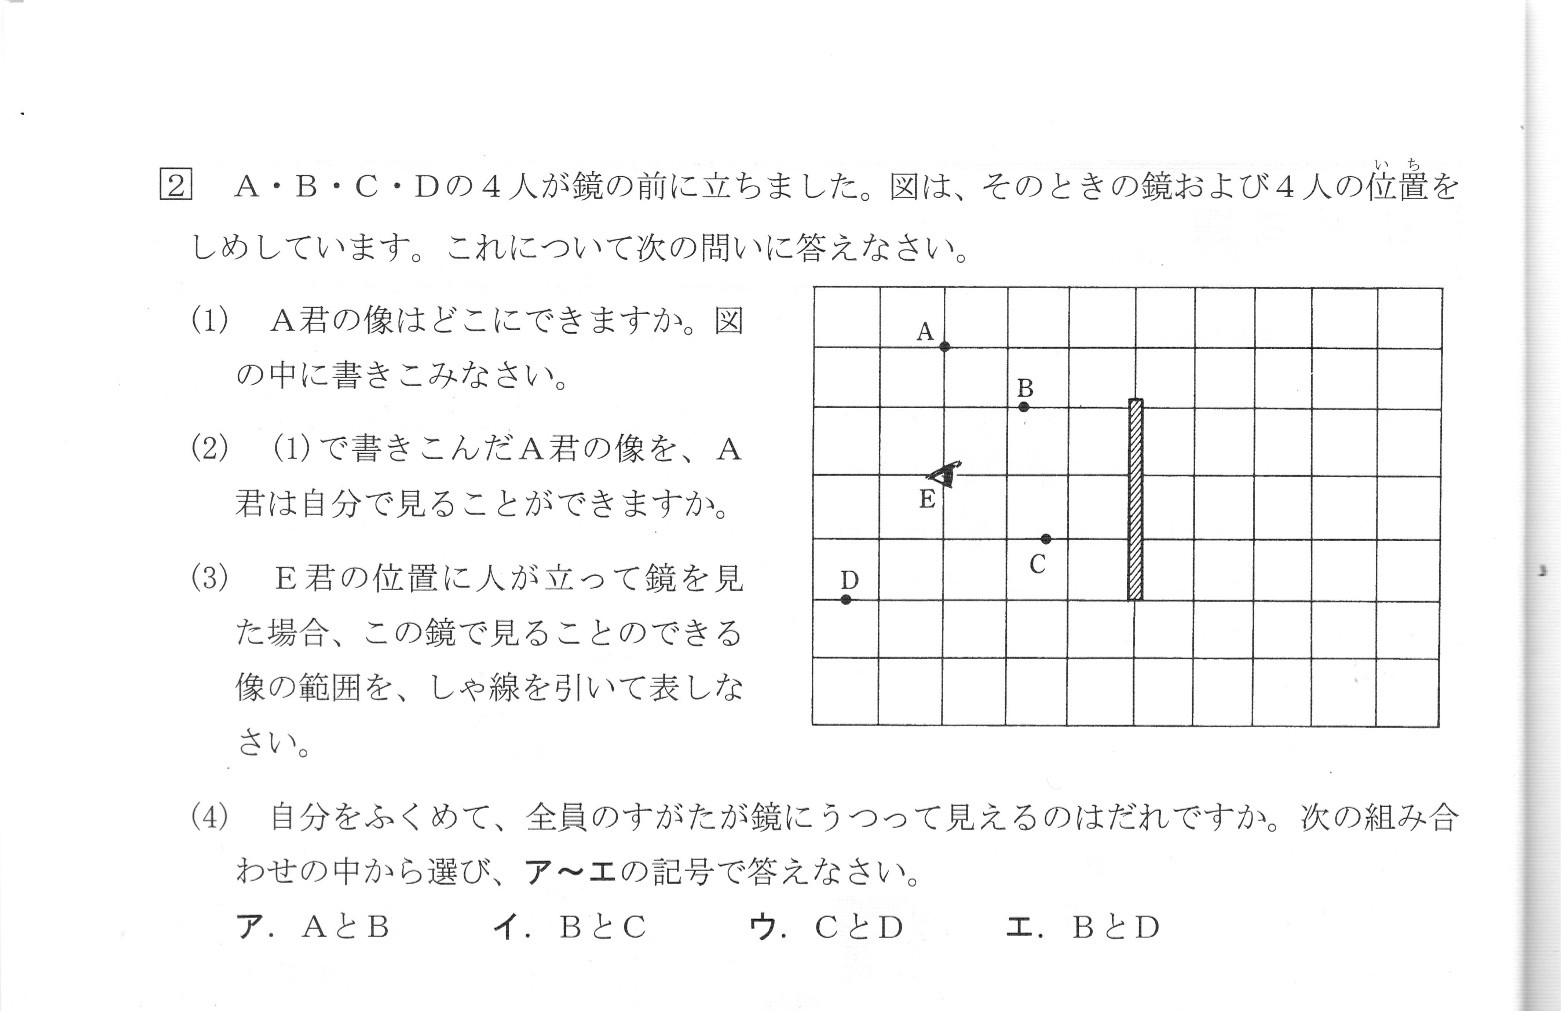 2 A・B・C・Dの4人が鏡の前に立ちました。図は、そのときの鏡および4人の位置を
いち
しめしています。これについて次の問いに答えなさい。
(1) A君の像はどこにできますか。図
の中に書きこみなさい。
(2) (1)で書きこんだA君の像を、A
君は自分で見ることができますか。
(3) E君の位置に人が立って鏡を見
た場合、この鏡で見ることのできる
像の範囲を、しゃ線を引いて表しな
さい。
A
B
E
C
D
(4) 自分をふくめて、全員のすがたが鏡にうつって見えるのはだれですか。次の組み合
わせの中から選び、ア〜エの記号で答えなさい。
ア. AとB イ. BとC ウ. CとD エ. BとD